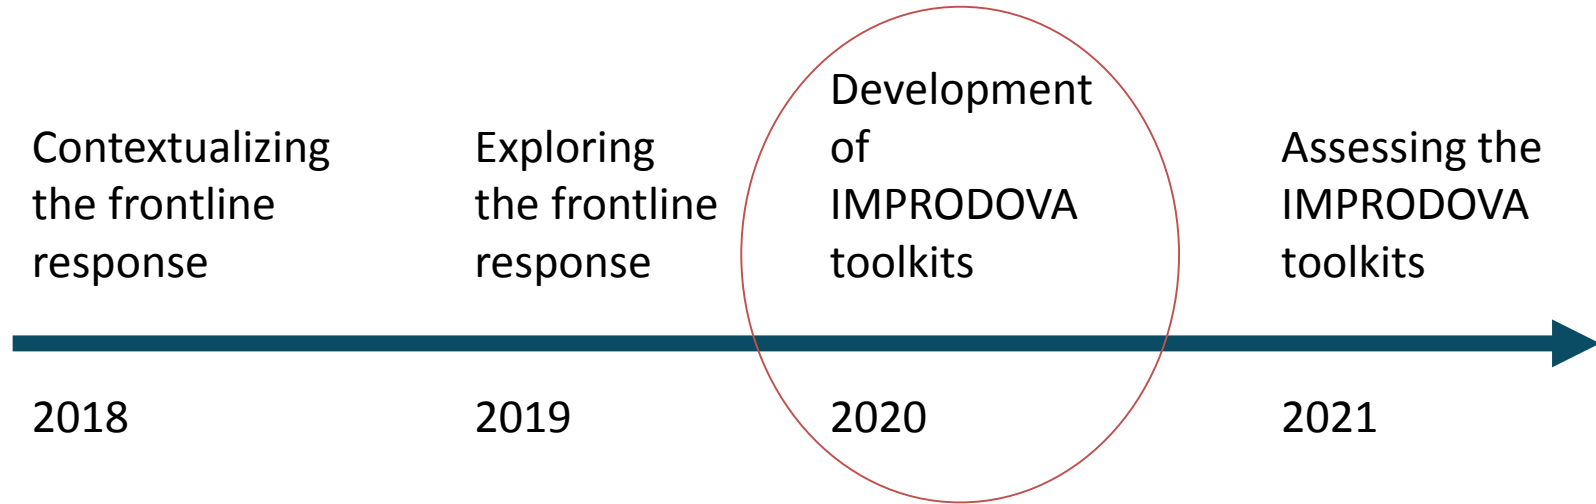 Contextualizing
the frontline
response
2018
Exploring
the frontline
response
2019
Development
of
IMPRODOVA
toolkits
2020
Assessing the
IMPRODOVA
toolkits
2021